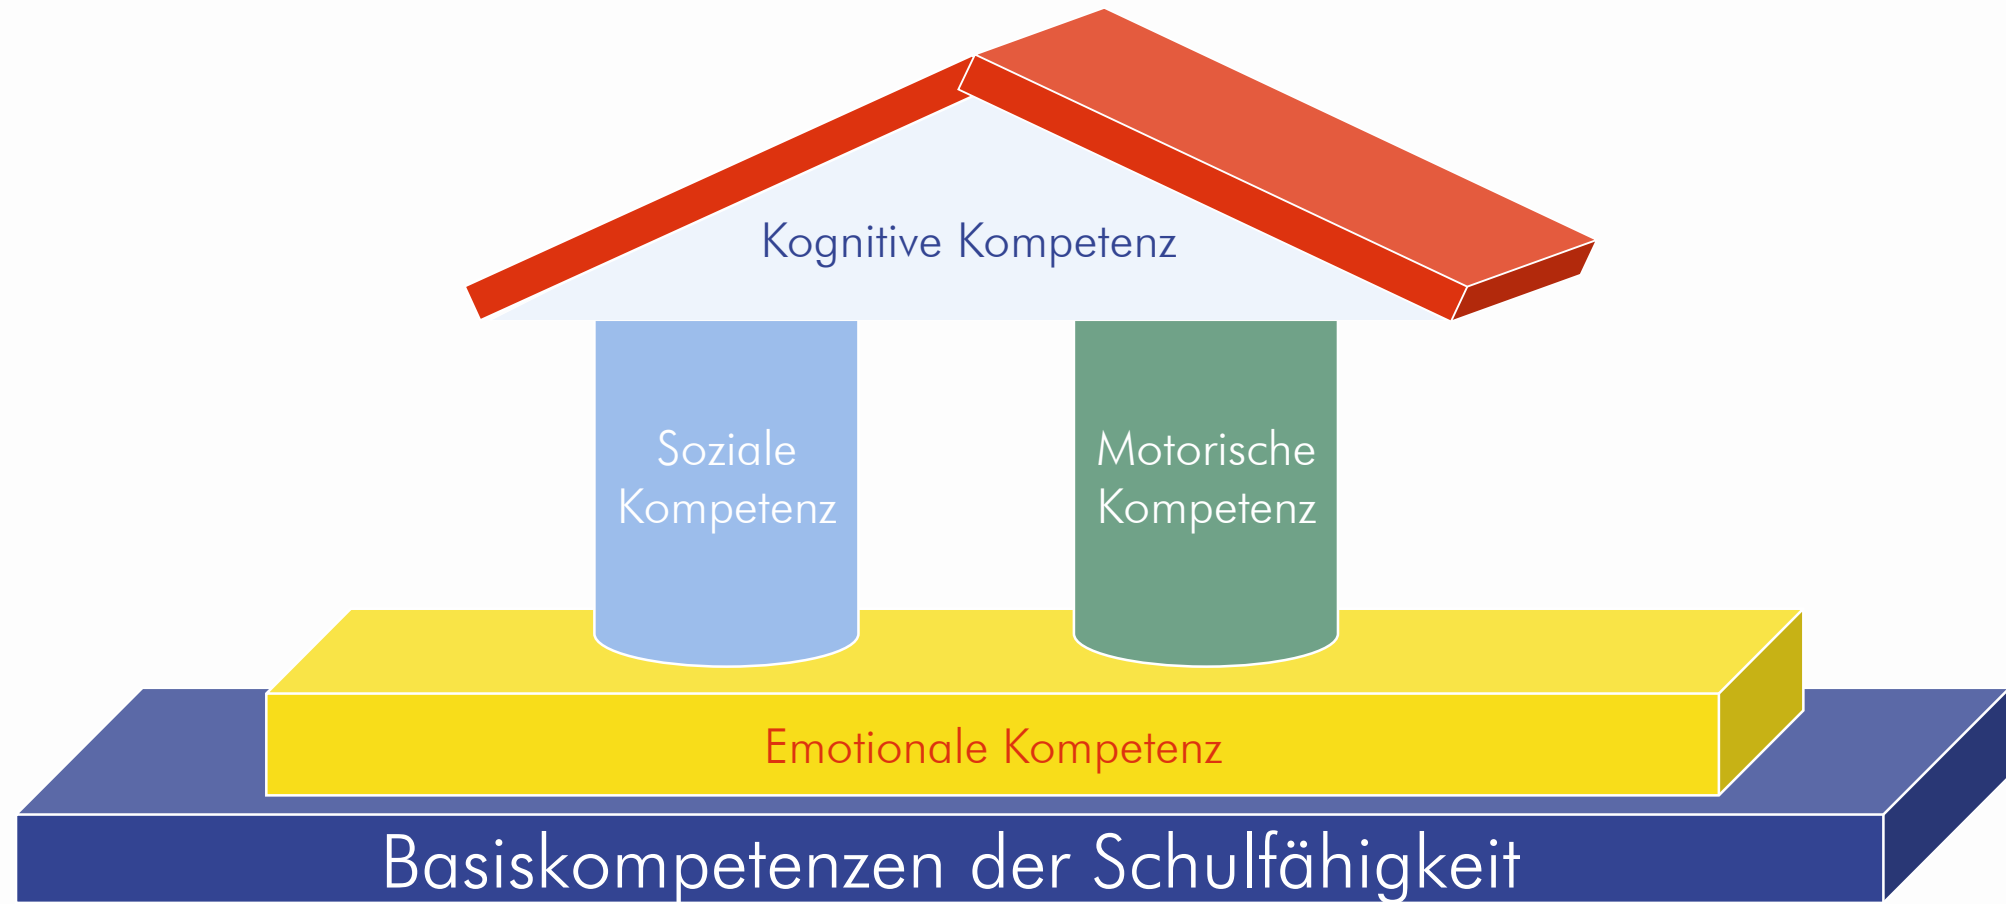 Kognitive Kompetenz
Soziale
Kompetenz
Motorische
Kompetenz
Emotionale Kompetenz
Basiskompetenzen der Schulfähigkeit